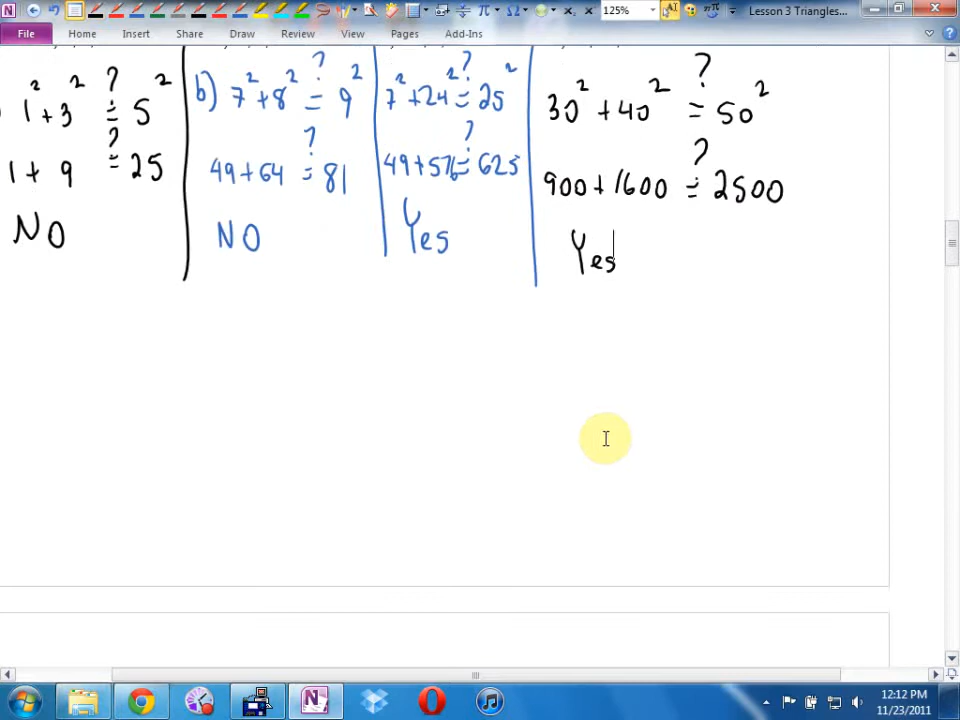 125%
Lesson 3 Triangles...
File Home Insert Share Draw Review View Pages Add-Ins
1² + 3² ≟ 5²
1 + 9 ≟ 25
NO
b) 7² + 8² ≟ 9²
49 + 64 ≟ 81
NO
7² + 24² ≟ 25²
49 + 576 ≟ 625
Yes
30² + 40² ≟ 50²
900 + 1600 ≟ 2500
Yes
12:12 PM
11/23/2011